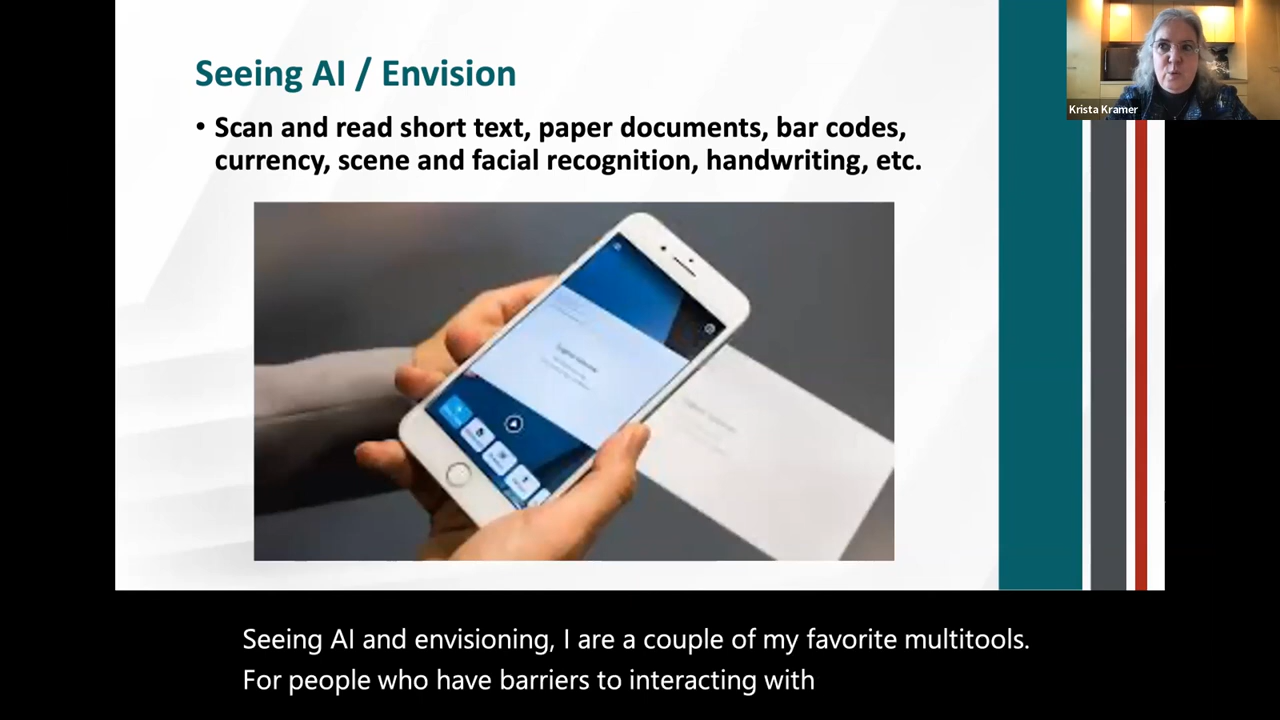 Seeing AI / Envision
• Scan and read short text, paper documents, bar codes,
currency, scene and facial recognition, handwriting, etc.
Krista Kramer
Seeing AI and envisioning, I are a couple of my favorite multitools.
For people who have barriers to interacting with